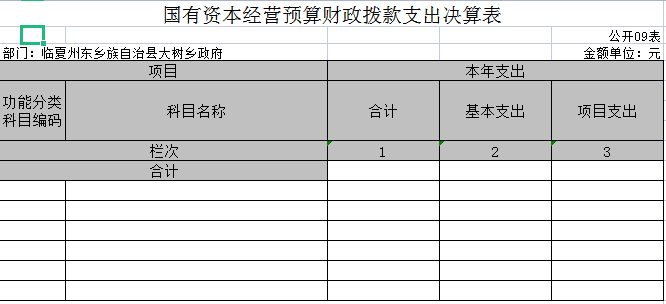 国有资本经营预算财政拨款支出决算表
公开09表
部门：临夏州东乡族自治县大树乡政府 金额单位：元
项目 本年支出
功能分类
科目编码 科目名称 合计 基本支出 项目支出
栏次 1 2 3
合计